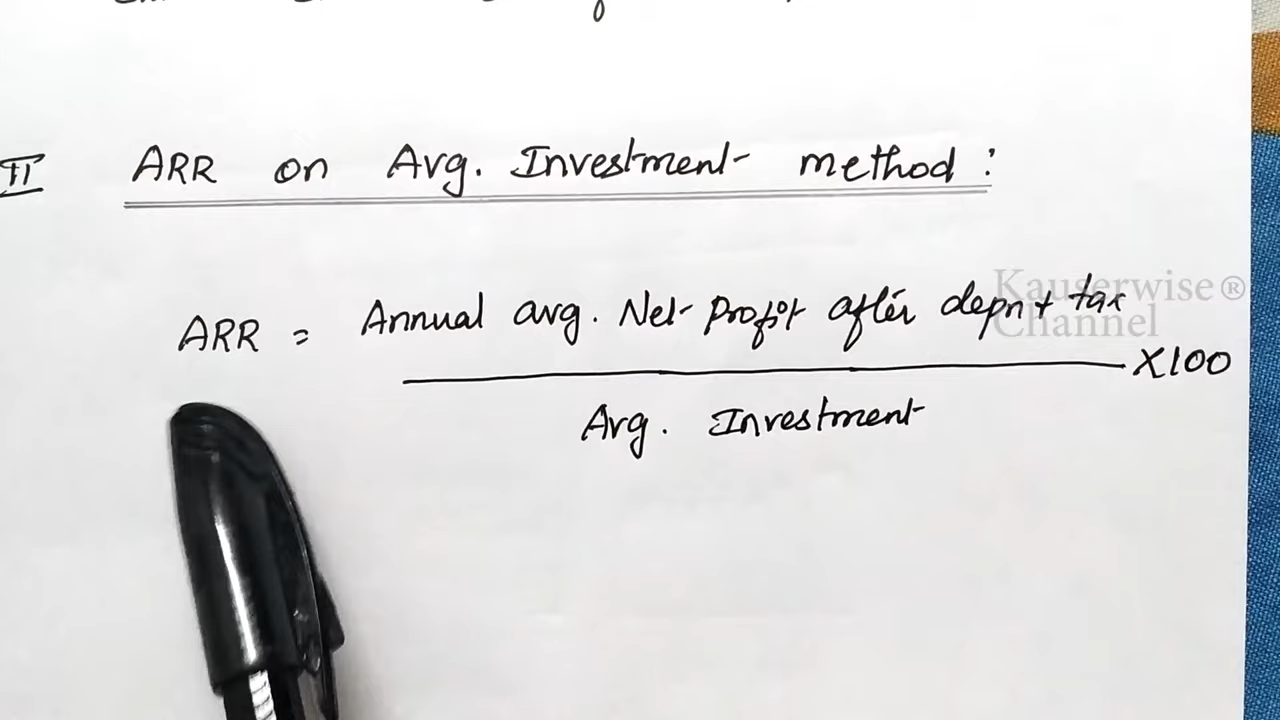 II ARR on Avg. Investment method :
Kauserwise®
Channel
ARR = Annual avg. Net Profit after depn + tax
X100
Avg. Investment